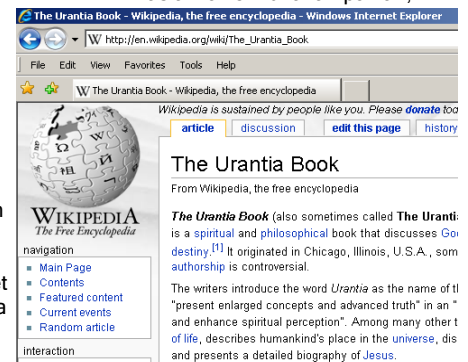 The Urantia Book - Wikipedia, the free encyclopedia - Windows Internet Explorer
W http://en.wikipedia.org/wiki/The_Urantia_Book
File Edit View Favorites Tools Help
W The Urantia Book - Wikipedia, the free encyclopedia
Wikipedia is sustained by people like you. Please donate
article discussion edit this page history
The Urantia Book
From Wikipedia, the free encyclopedia
WIKIPEDIA
The Free Encyclopedia
navigation
Main Page
Contents
Featured content
Current events
Random article
interaction
The Urantia Book (also sometimes called The
is a spiritual and philosophical book that discusses
destiny.[1] It originated in Chicago, Illinois, U.S.A.,
authorship is controversial.
The writers introduce the word Urantia as the name of
"present enlarged concepts and advanced truth" in an "
and enhance spiritual perception". Among many other
of life, describes humankind's place in the universe,
and presents a detailed biography of Jesus.